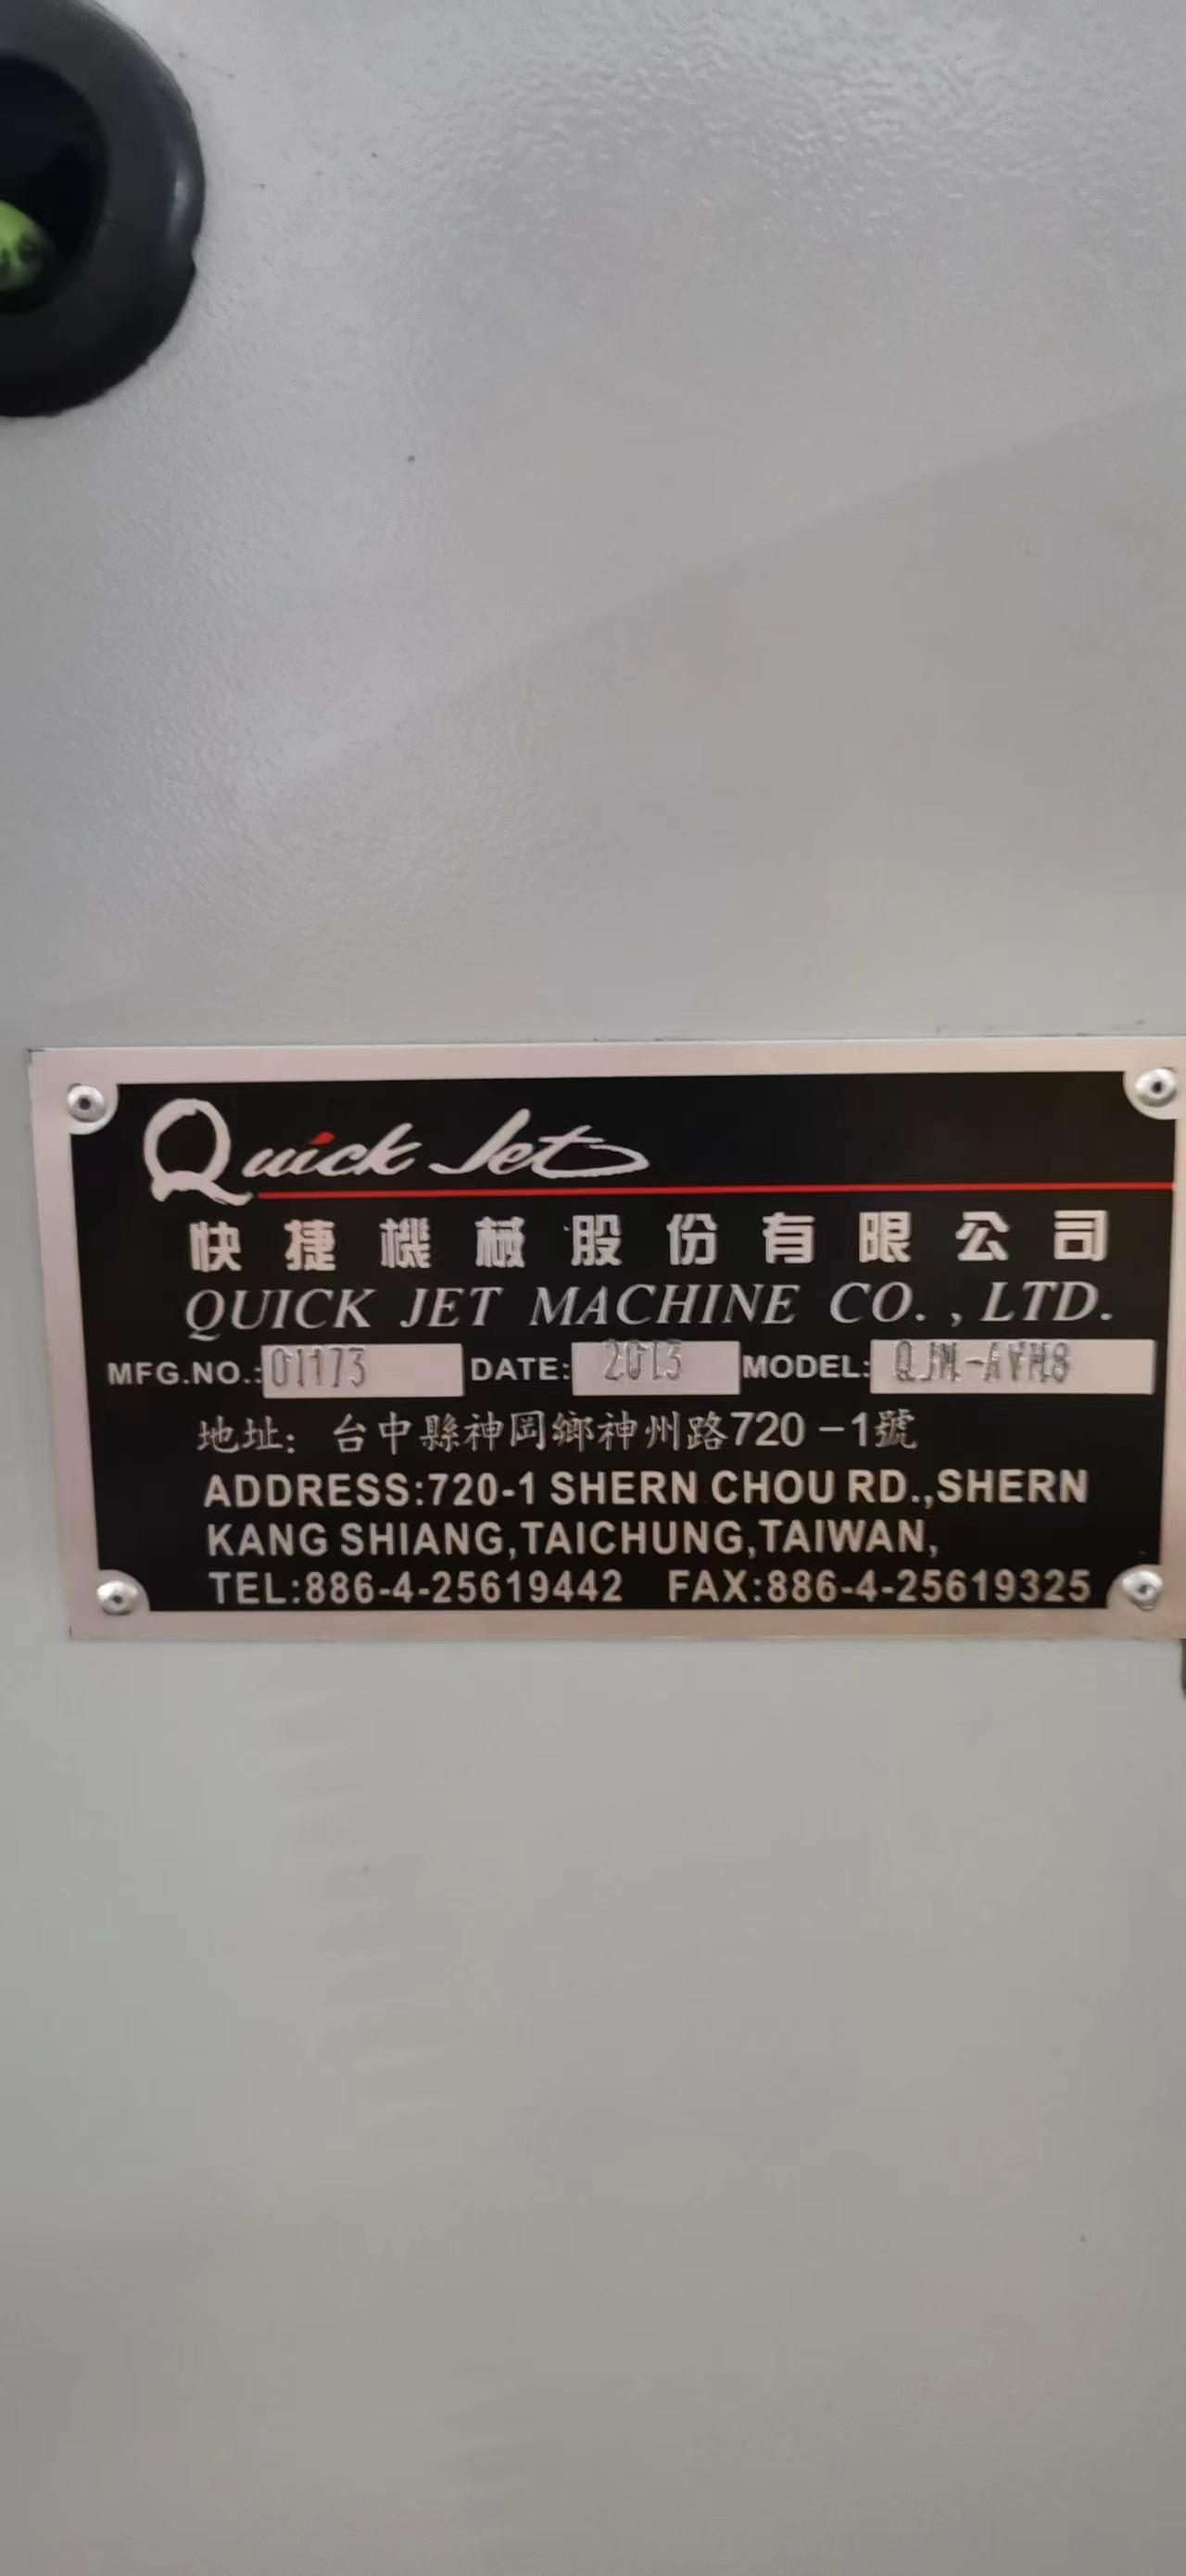 Quick Jet
快捷機械股份有限公司
QUICK JET MACHINE CO., LTD.
MFG.NO.:01173 DATE: 2013 MODEL: QJM-AVM8
地址: 台中縣神岡鄉神州路720-1號
ADDRESS:720-1 SHERN CHOU RD.,SHERN
KANG SHIANG,TAICHUNG,TAIWAN,
TEL:886-4-25619442 FAX:886-4-25619325